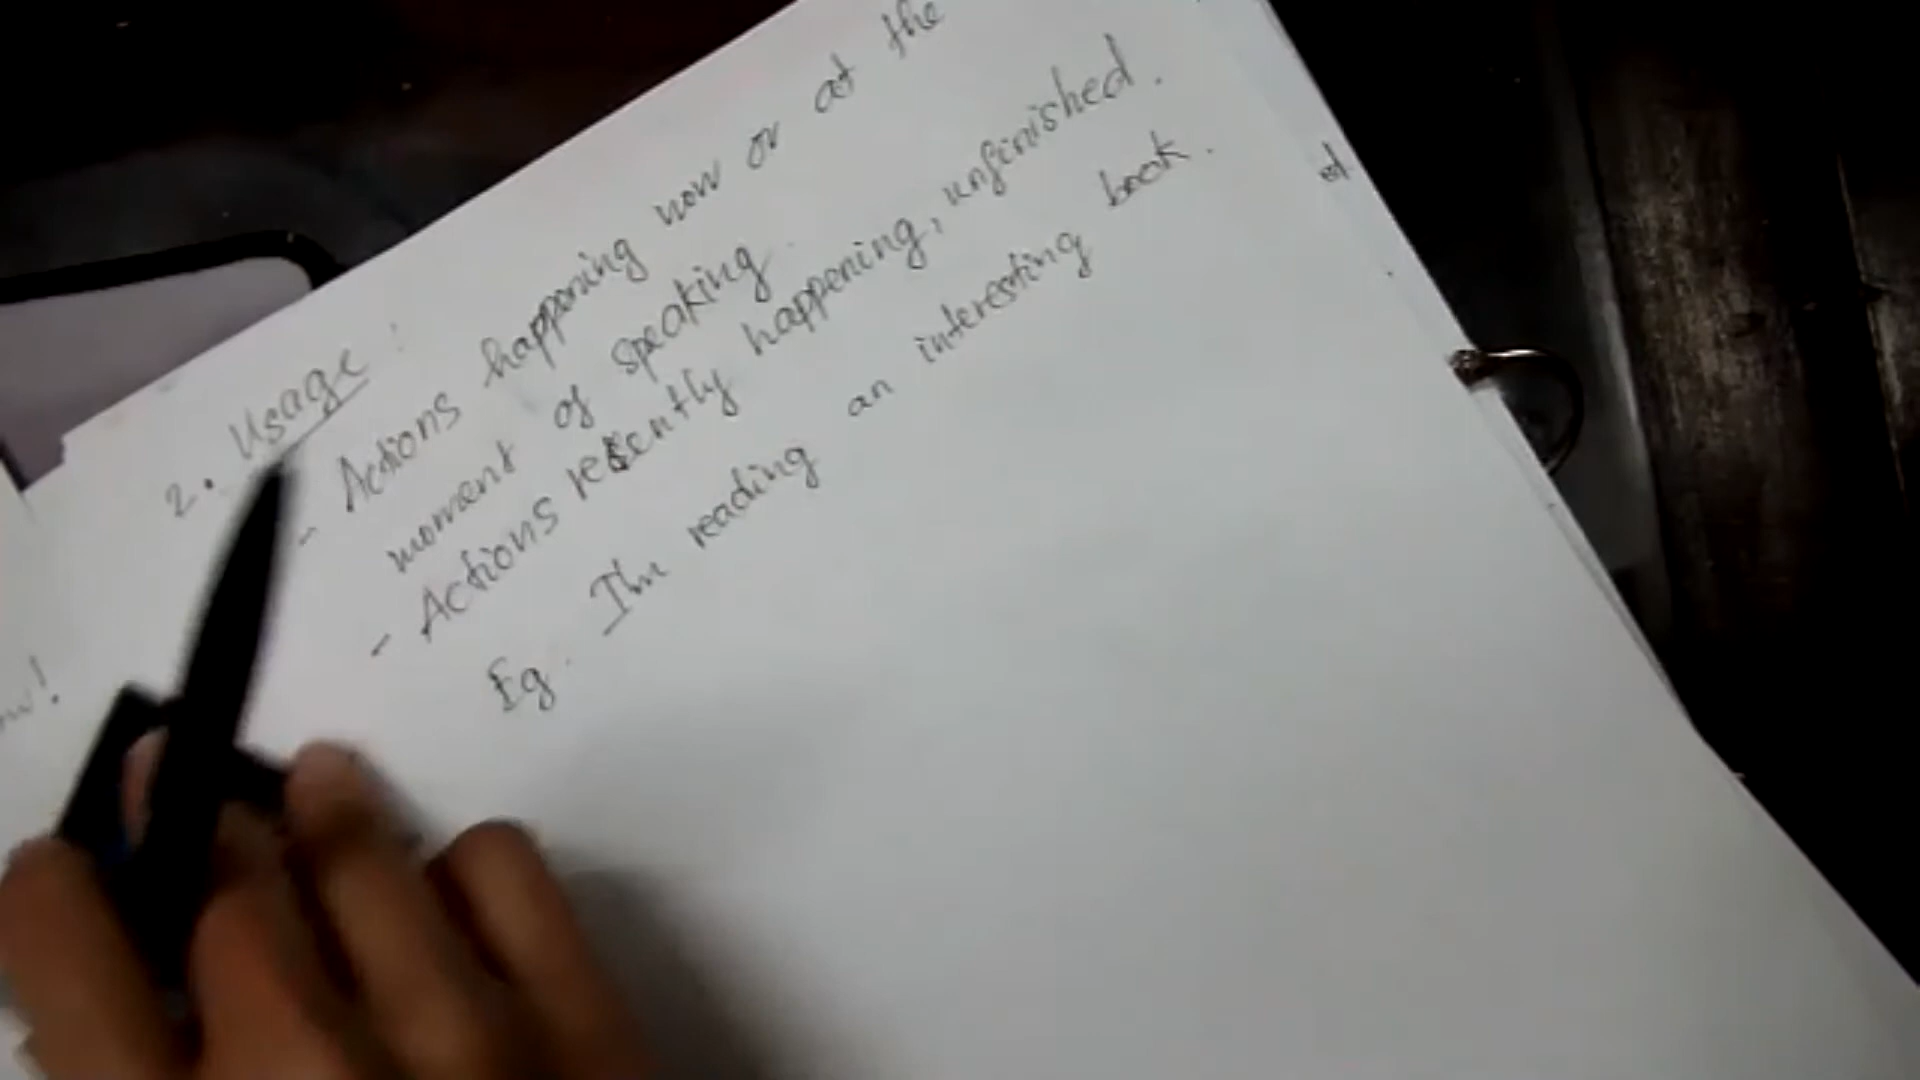 2. Usage:
- Actions happening now or at the
moment of speaking.
- Actions recently happening, unfinished.
Eg. I'm reading an interesting book.